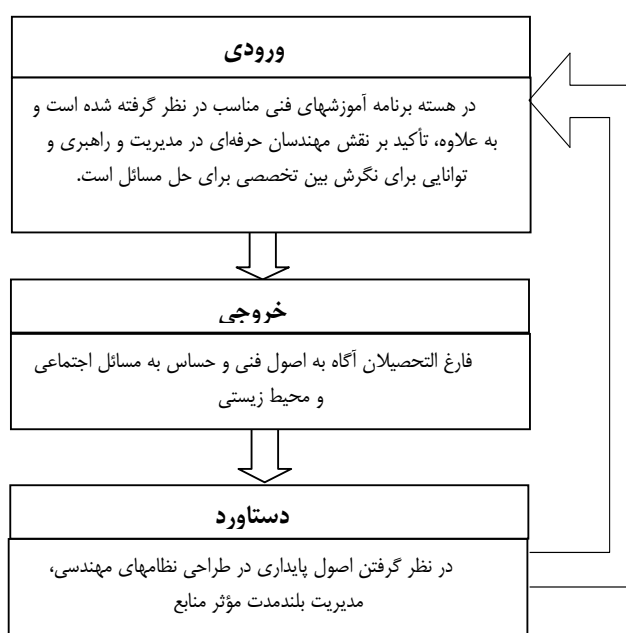 ورودی
در هسته برنامه آموزشهای فنی مناسب در نظر گرفته شده است و
به علاوه، تأکید بر نقش مهندسان حرفه‌ای در مدیریت و راهبری و
توانایی برای نگرش بین تخصصی برای حل مسائل است.
خروجی
فارغ التحصیلان آگاه به اصول فنی و حساس به مسائل اجتماعی
و محیط زیستی
دستاورد
در نظر گرفتن اصول پایداری در طراحی نظامهای مهندسی،
مدیریت بلندمدت مؤثر منابع